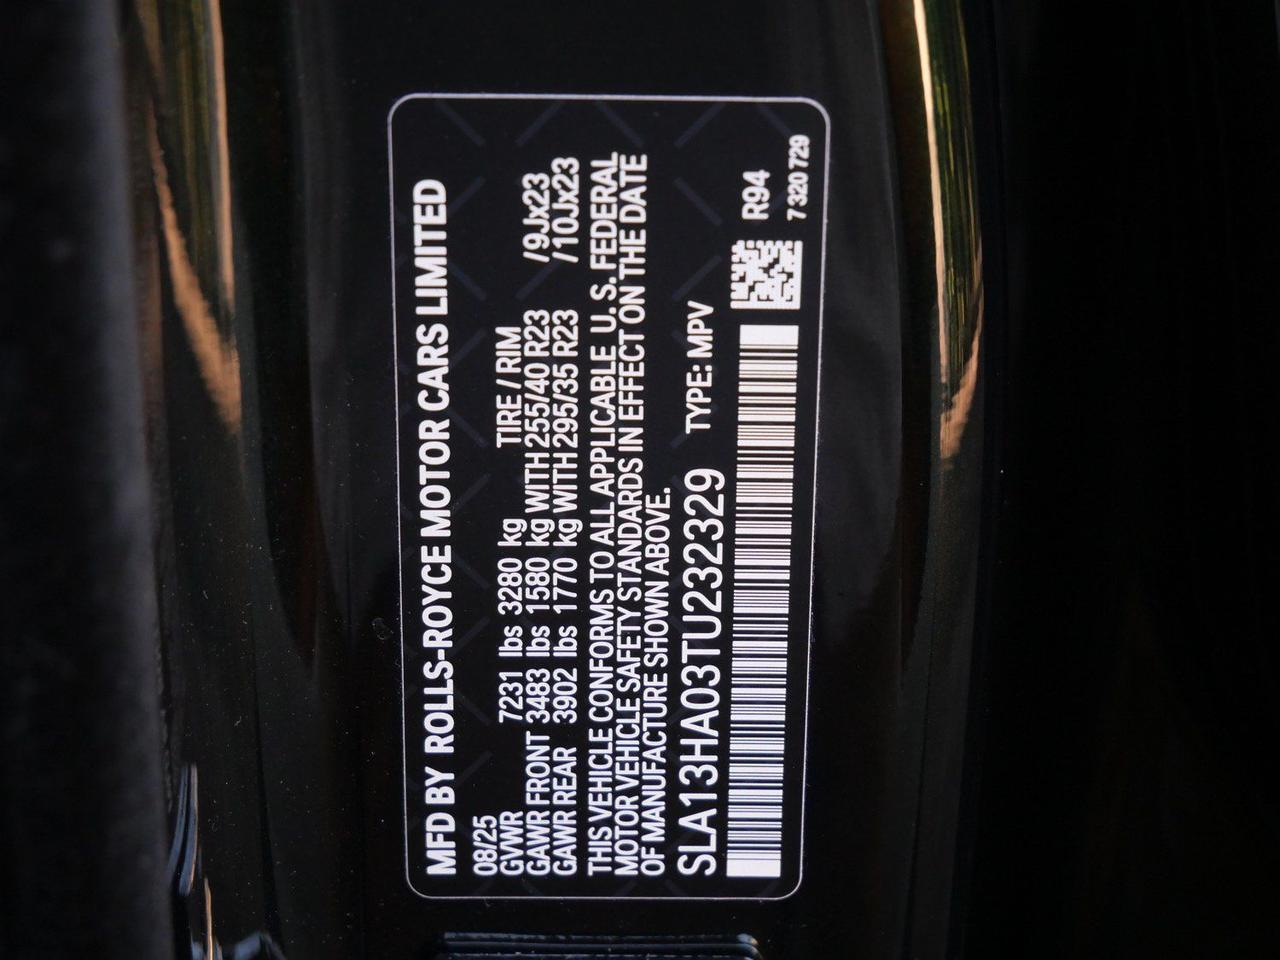 MFD BY ROLLS-ROYCE MOTOR CARS LIMITED
08/25
GVWR 7231 lbs 3280 kg TIRE / RIM
GAWR FRONT 3483 lbs 1580 kg WITH 255/40 R23 /9Jx23
GAWR REAR 3902 lbs 1770 kg WITH 295/35 R23 /10Jx23
THIS VEHICLE CONFORMS TO ALL APPLICABLE U. S. FEDERAL
MOTOR VEHICLE SAFETY STANDARDS IN EFFECT ON THE DATE
OF MANUFACTURE SHOWN ABOVE.
SLA13HA03TU232329 TYPE: MPV
R94
7 320 729